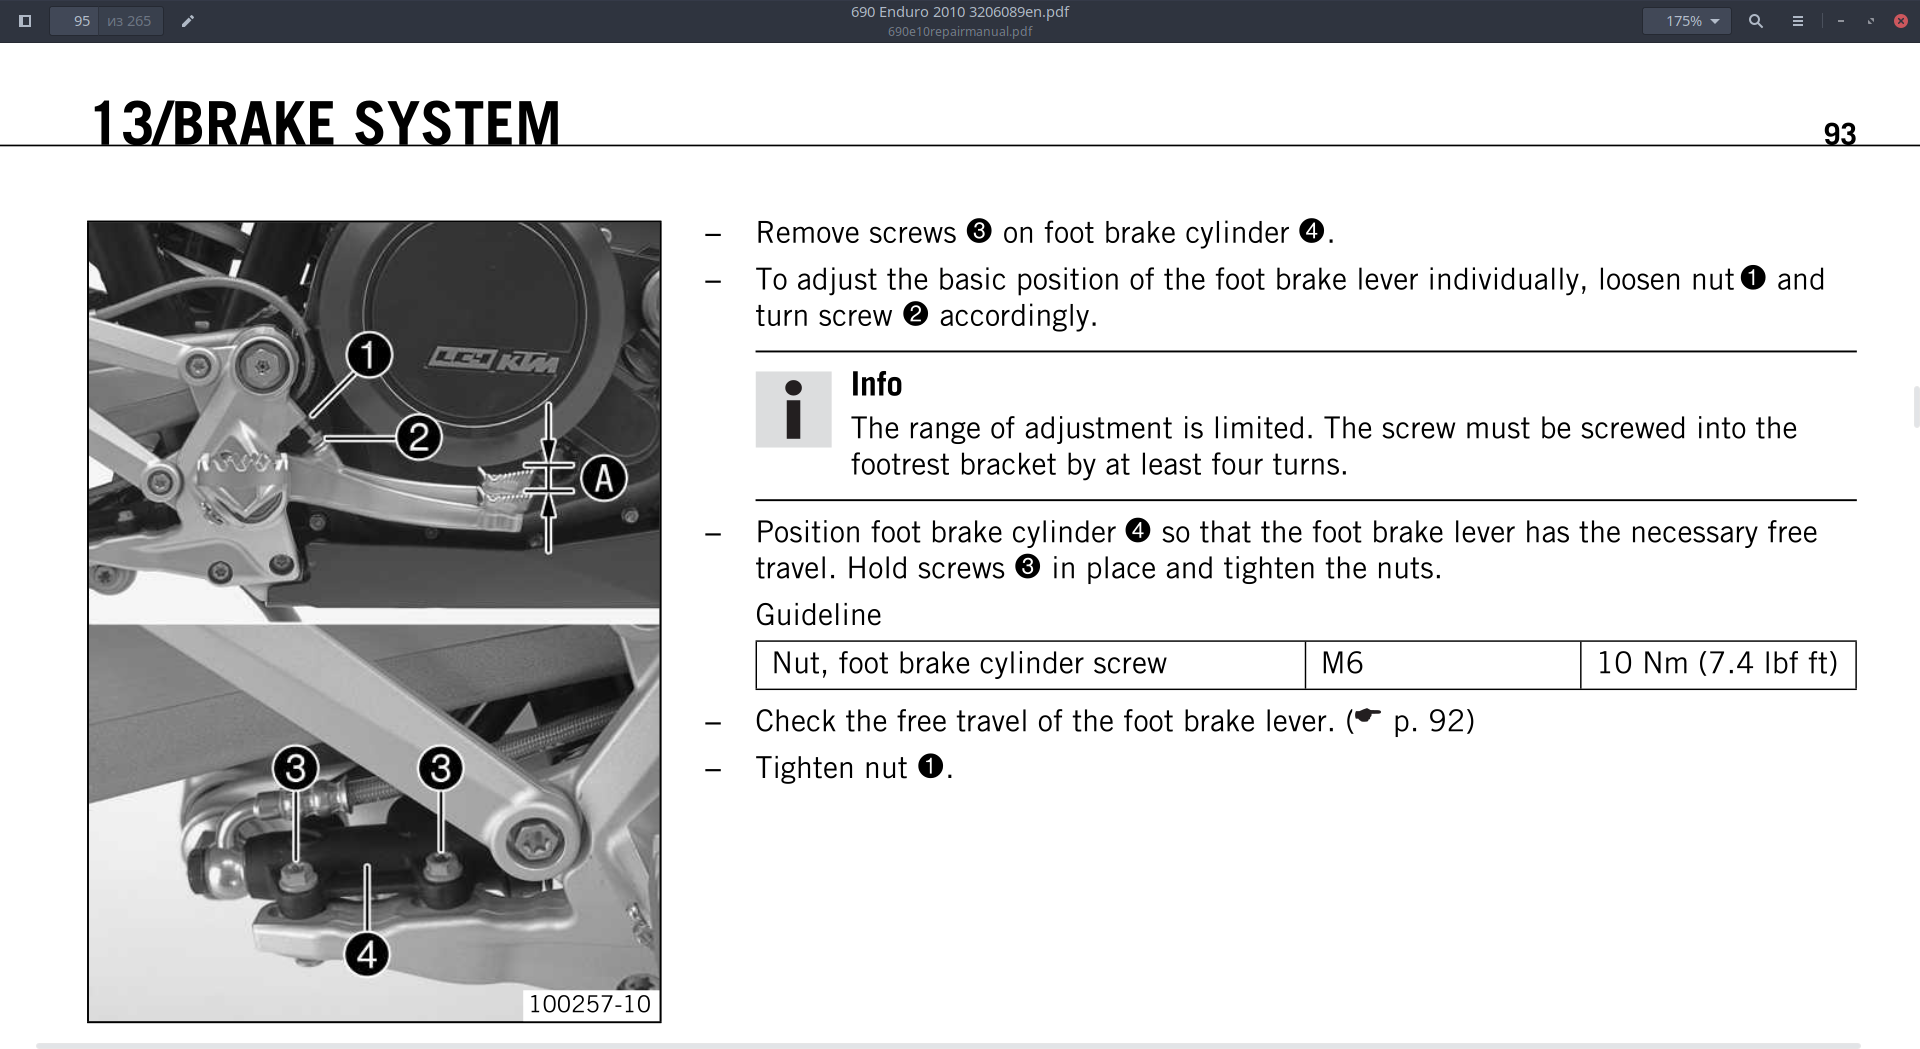 95 из 265
690 Enduro 2010 3206089en.pdf
690e10repairmanual.pdf
175%
13/BRAKE SYSTEM
93
– Remove screws ❸ on foot brake cylinder ❹.
– To adjust the basic position of the foot brake lever individually, loosen nut ❶ and
turn screw ❷ accordingly.
Info
The range of adjustment is limited. The screw must be screwed into the
footrest bracket by at least four turns.
– Position foot brake cylinder ❹ so that the foot brake lever has the necessary free
travel. Hold screws ❸ in place and tighten the nuts.
Guideline
Nut, foot brake cylinder screw M6 10 Nm (7.4 lbf ft)
– Check the free travel of the foot brake lever. (☛ p. 92)
– Tighten nut ❶.
1
2
A
LC4 KTM
3 3
4
100257-10